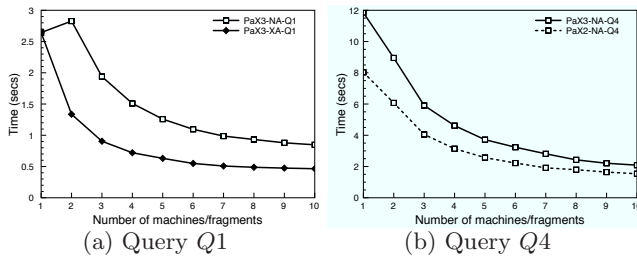 3
2.5
2
1.5
1
0.5
0
Time (secs)
PaX3-NA-Q1
PaX3-XA-Q1
1 2 3 4 5 6 7 8 9 10
Number of machines/fragments
(a) Query Q1
12
10
8
6
4
2
0
Time (secs)
PaX3-NA-Q4
PaX2-NA-Q4
1 2 3 4 5 6 7 8 9 10
Number of machines/fragments
(b) Query Q4